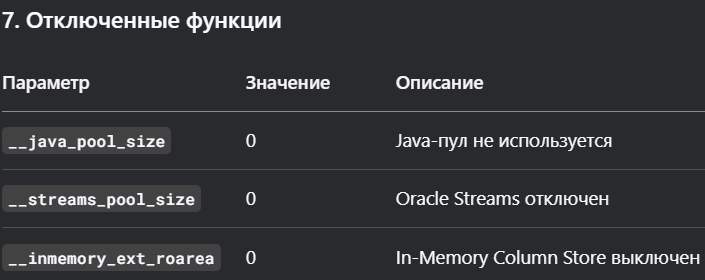 7. Отключенные функции
Параметр Значение Описание
__java_pool_size 0 Java-пул не используется
__streams_pool_size 0 Oracle Streams отключен
__inmemory_ext_roarea 0 In-Memory Column Store выключен